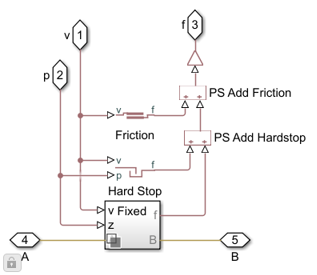 f
3
v
1
p
2
PS Add Friction
v f
Friction
PS Add Hardstop
v f
p
Hard Stop
v Fixed f
z
B
4
A
5
B